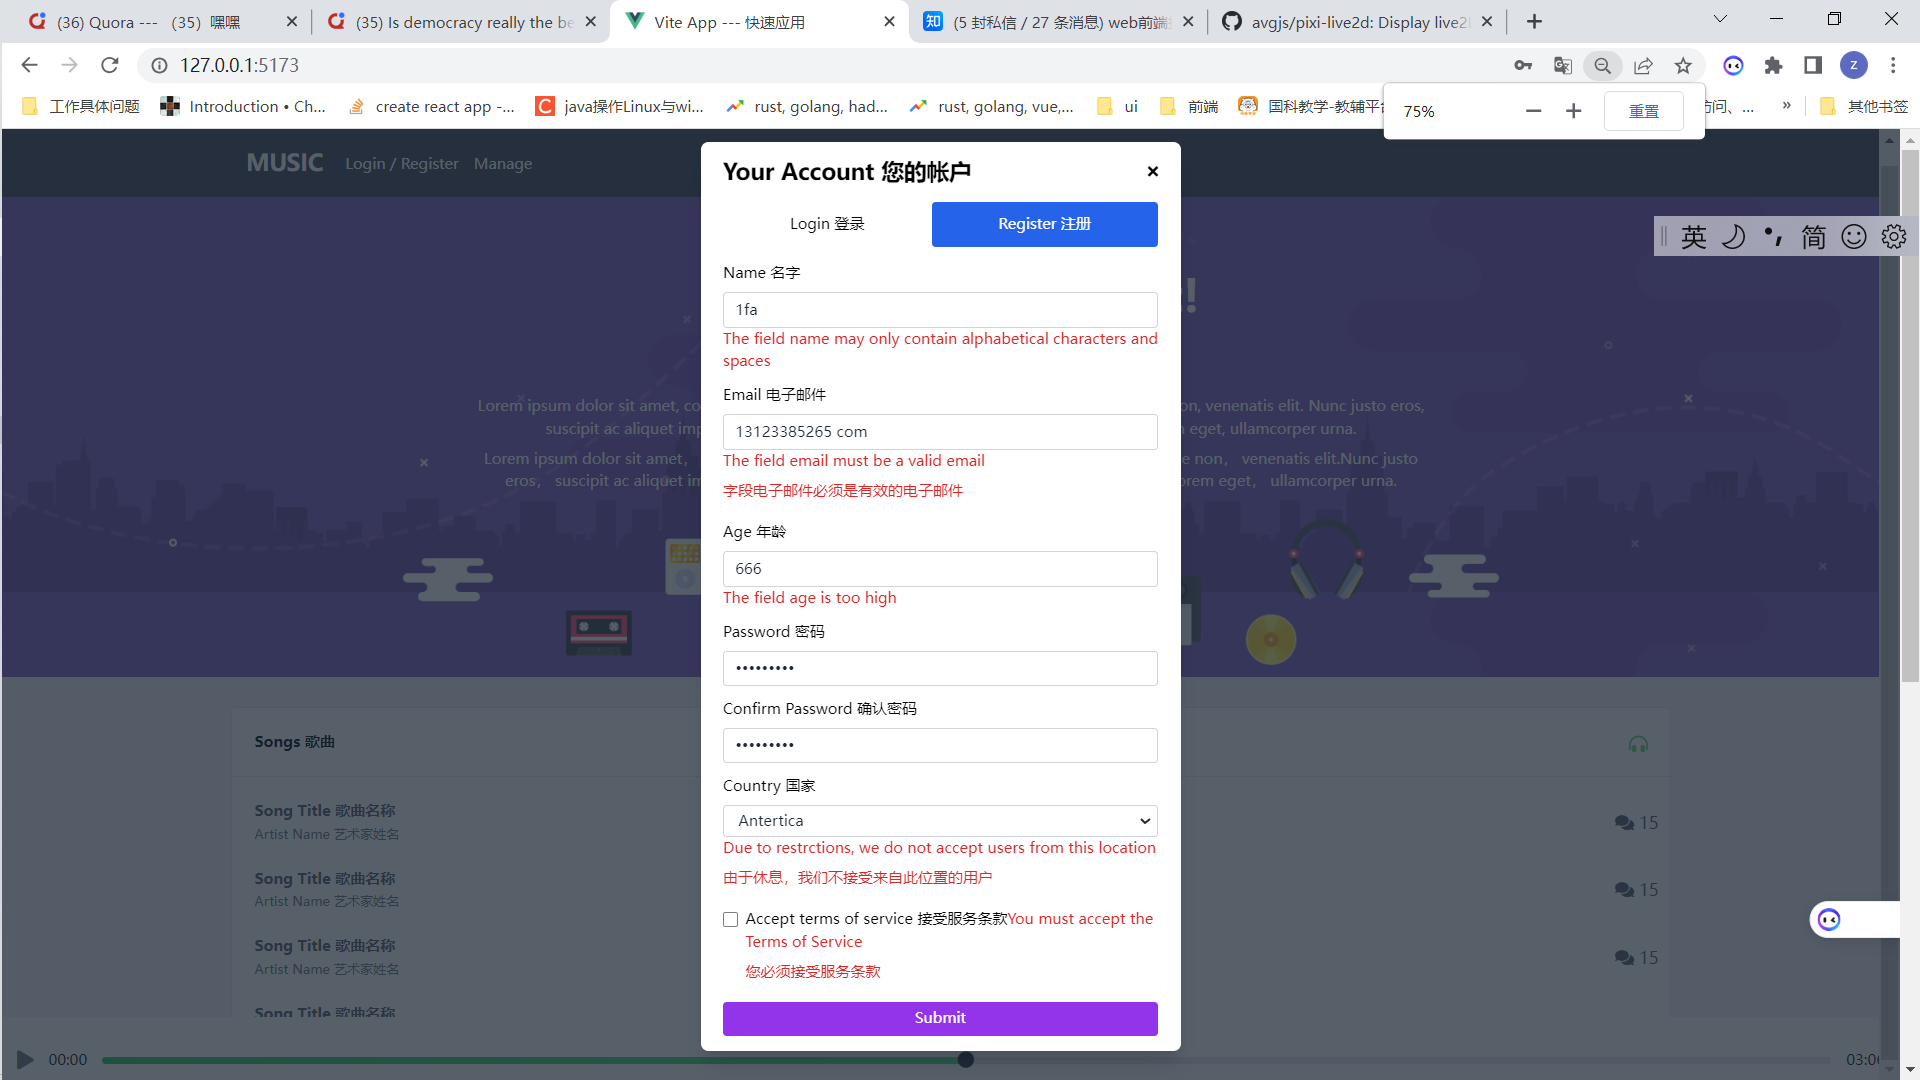 (36) Quora --- （35）嘿嘿
(35) Is democracy really the be
Vite App --- 快速应用
(5 封私信 / 27 条消息) web前端
avgjs/pixi-live2d: Display live2
127.0.0.1:5173
Z
工作具体问题
Introduction • Ch...
create react app -...
java操作Linux与wi...
rust, golang, had...
rust, golang, vue,...
ui
前端
国科教学-教辅平台
访问、...
»
其他书签
75%
重置
MUSIC
Login / Register
Manage
Your Account 您的帐户
Login 登录
Register 注册
英
简
Name 名字
1fa
The field name may only contain alphabetical characters and
spaces
!
Email 电子邮件
13123385265 com
The field email must be a valid email
字段电子邮件必须是有效的电子邮件
Lorem ipsum dolor sit amet, co
on, venenatis elit. Nunc justo eros,
suscipit ac aliquet imp
eget, ullamcorper urna.
Lorem ipsum dolor sit amet，
e non， venenatis elit.Nunc justo
eros， suscipit ac aliquet im
orem eget，ullamcorper urna.
Age 年龄
666
The field age is too high
Password 密码
•••••••••
Confirm Password 确认密码
•••••••••
Country 国家
Antertica
Due to restrctions, we do not accept users from this location
由于休息，我们不接受来自此位置的用户
Accept terms of service 接受服务条款You must accept the
Terms of Service
您必须接受服务条款
Submit
Songs 歌曲
Song Title 歌曲名称
Artist Name 艺术家姓名
15
Song Title 歌曲名称
Artist Name 艺术家姓名
15
Song Title 歌曲名称
Artist Name 艺术家姓名
15
Song Title 歌曲名称
00:00
03:06